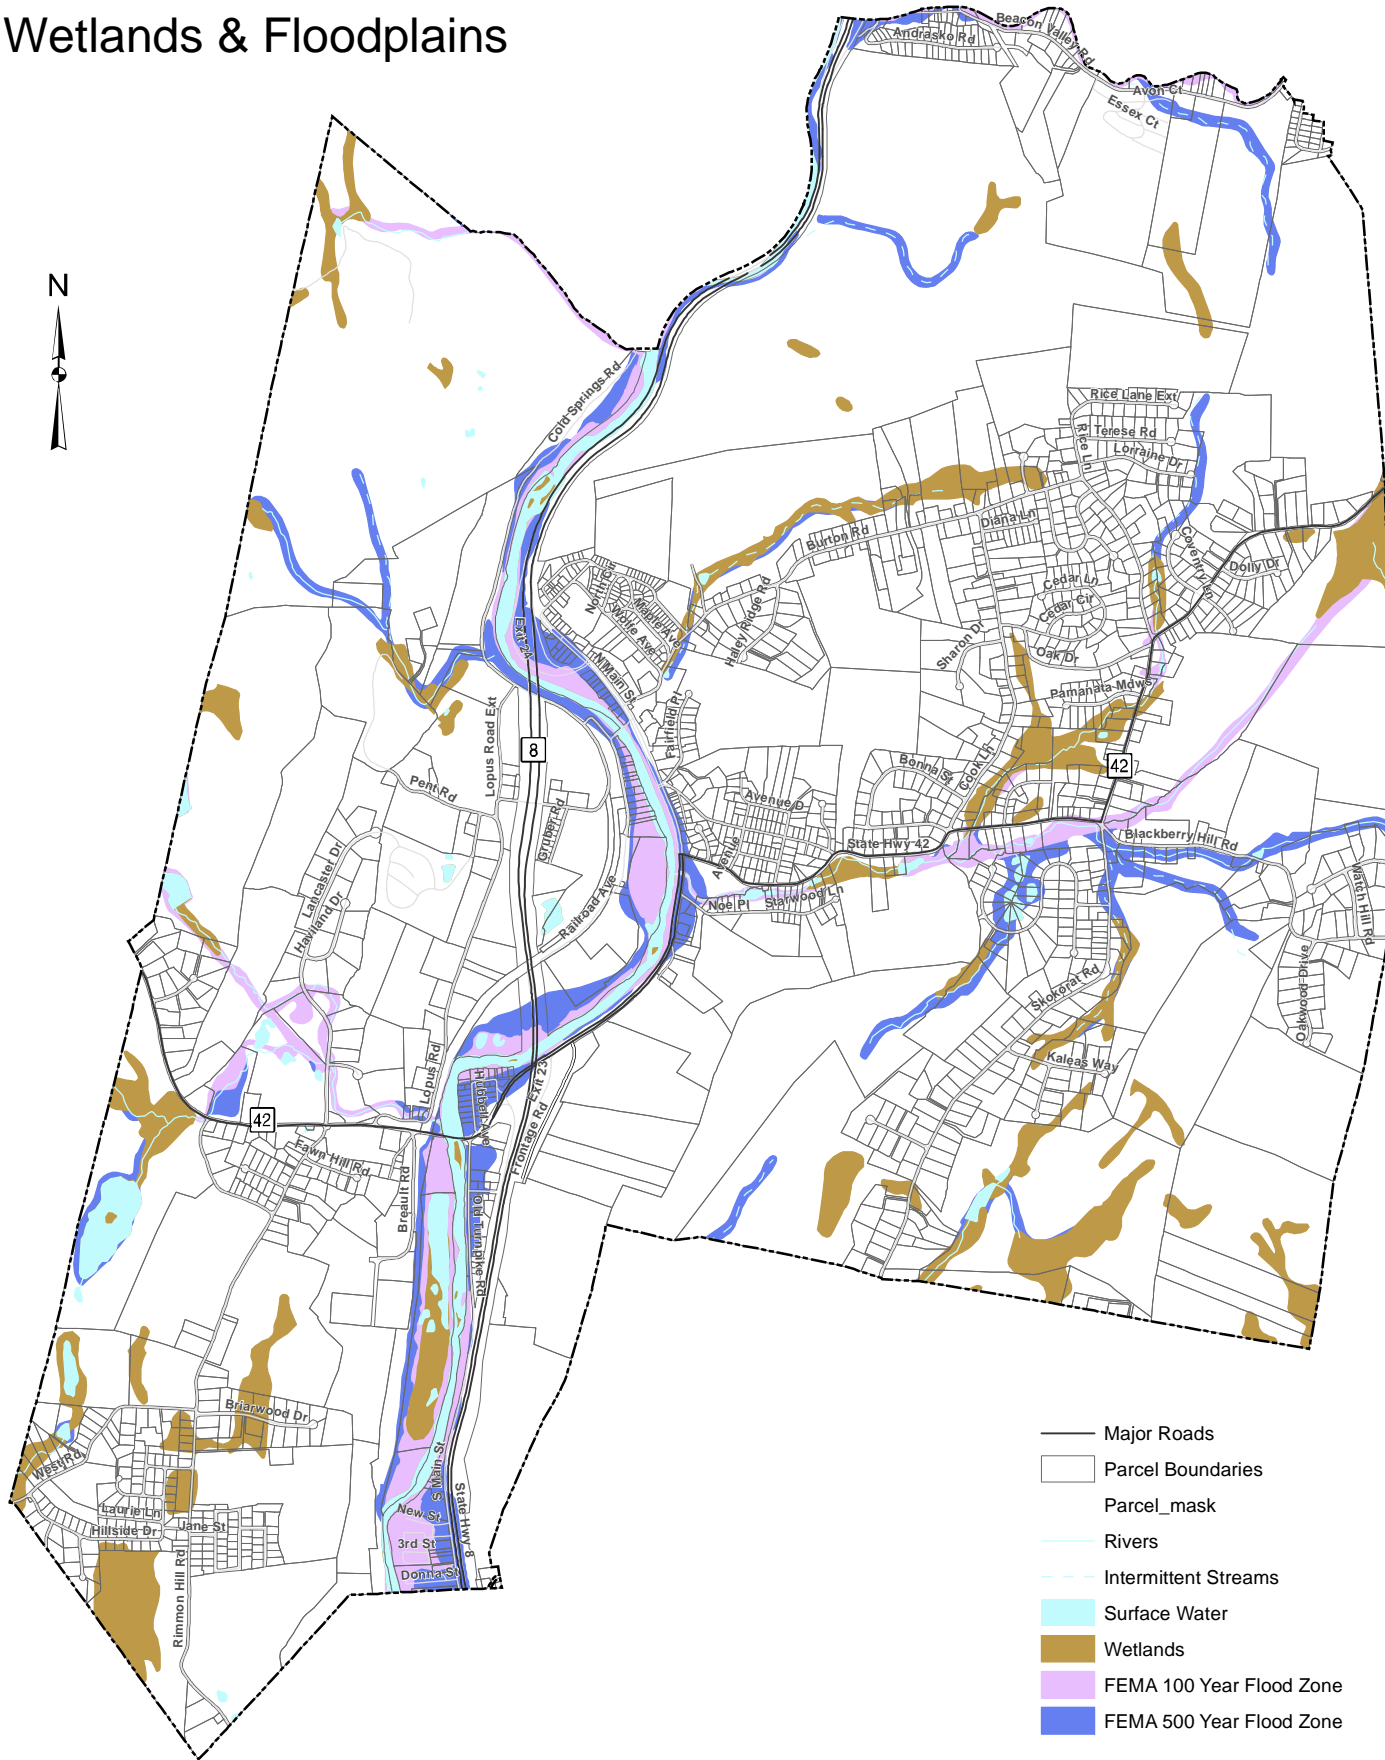 Wetlands & Floodplains
Beacon Valley Rd
Andrasko Rd
Avon Ct
Essex Ct
N
Cold Springs Rd
Rice Lane Ext
Terese Rd
Rice Ln
Lorraine Dr
Diana Ln
Burton Rd
Coventry Ln
Dolly Dr
North Cir
Wolfe Ave
Maple Ave
Haley Ridge Rd
Cedar Ln
Cedar Cir
Exit 24
Sharon Dr
Oak Dr
N Main St
Pamanata Mdws
Fairfield Pl
Lopus Road Ext
8
42
Bonna St
Cook Ln
Pent Rd
Avenue D
Gruber Rd
State Hwy 42
Blackberry Hill Rd
Avenue
Lancaster Dr
Haviland Dr
Railroad Ave
Noe Pl
Starwood Ln
Watch Hill Rd
Skokorat Rd
Oakwood Drive
Lopus Rd
Hubbell Ave
Exit 23
Kaleas Way
42
Frontage Rd
Fawn Hill Rd
Breault Rd
Old Turnpike Rd
Briarwood Dr
West Rd
S Main St
State Hwy 8
Laurie Ln
New St
Hillside Dr
Jane St
3rd St
Donna St
Rimmon Hill Rd
Major Roads
Parcel Boundaries
Parcel_mask
Rivers
Intermittent Streams
Surface Water
Wetlands
FEMA 100 Year Flood Zone
FEMA 500 Year Flood Zone